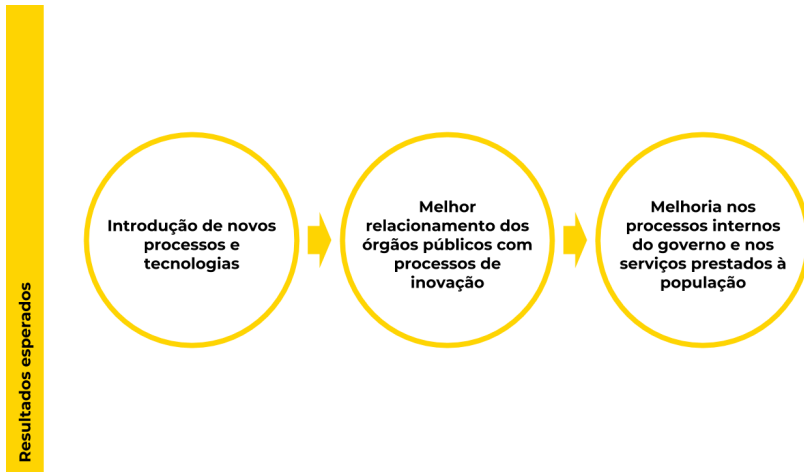 Resultados esperados
Introdução de novos
processos e
tecnologias
Melhor
relacionamento dos
órgãos públicos com
processos de
inovação
Melhoria nos
processos internos
do governo e nos
serviços prestados à
população